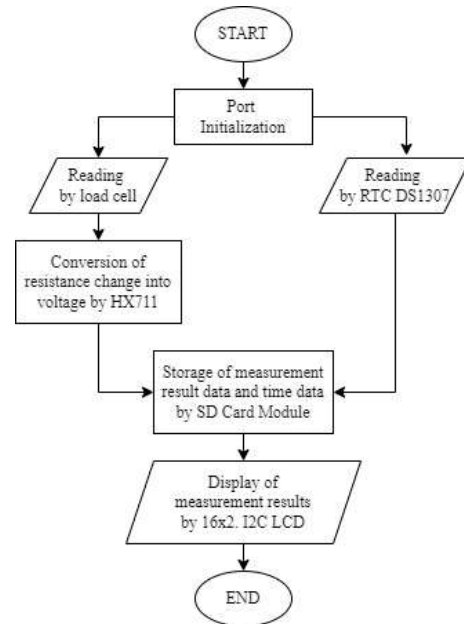 START
Port
Initialization
Reading
by load cell
Reading
by RTC DS1307
Conversion of
resistance change into
voltage by HX711
Storage of measurement
result data and time data
by SD Card Module
Display of
measurement results
by 16x2. I2C LCD
END